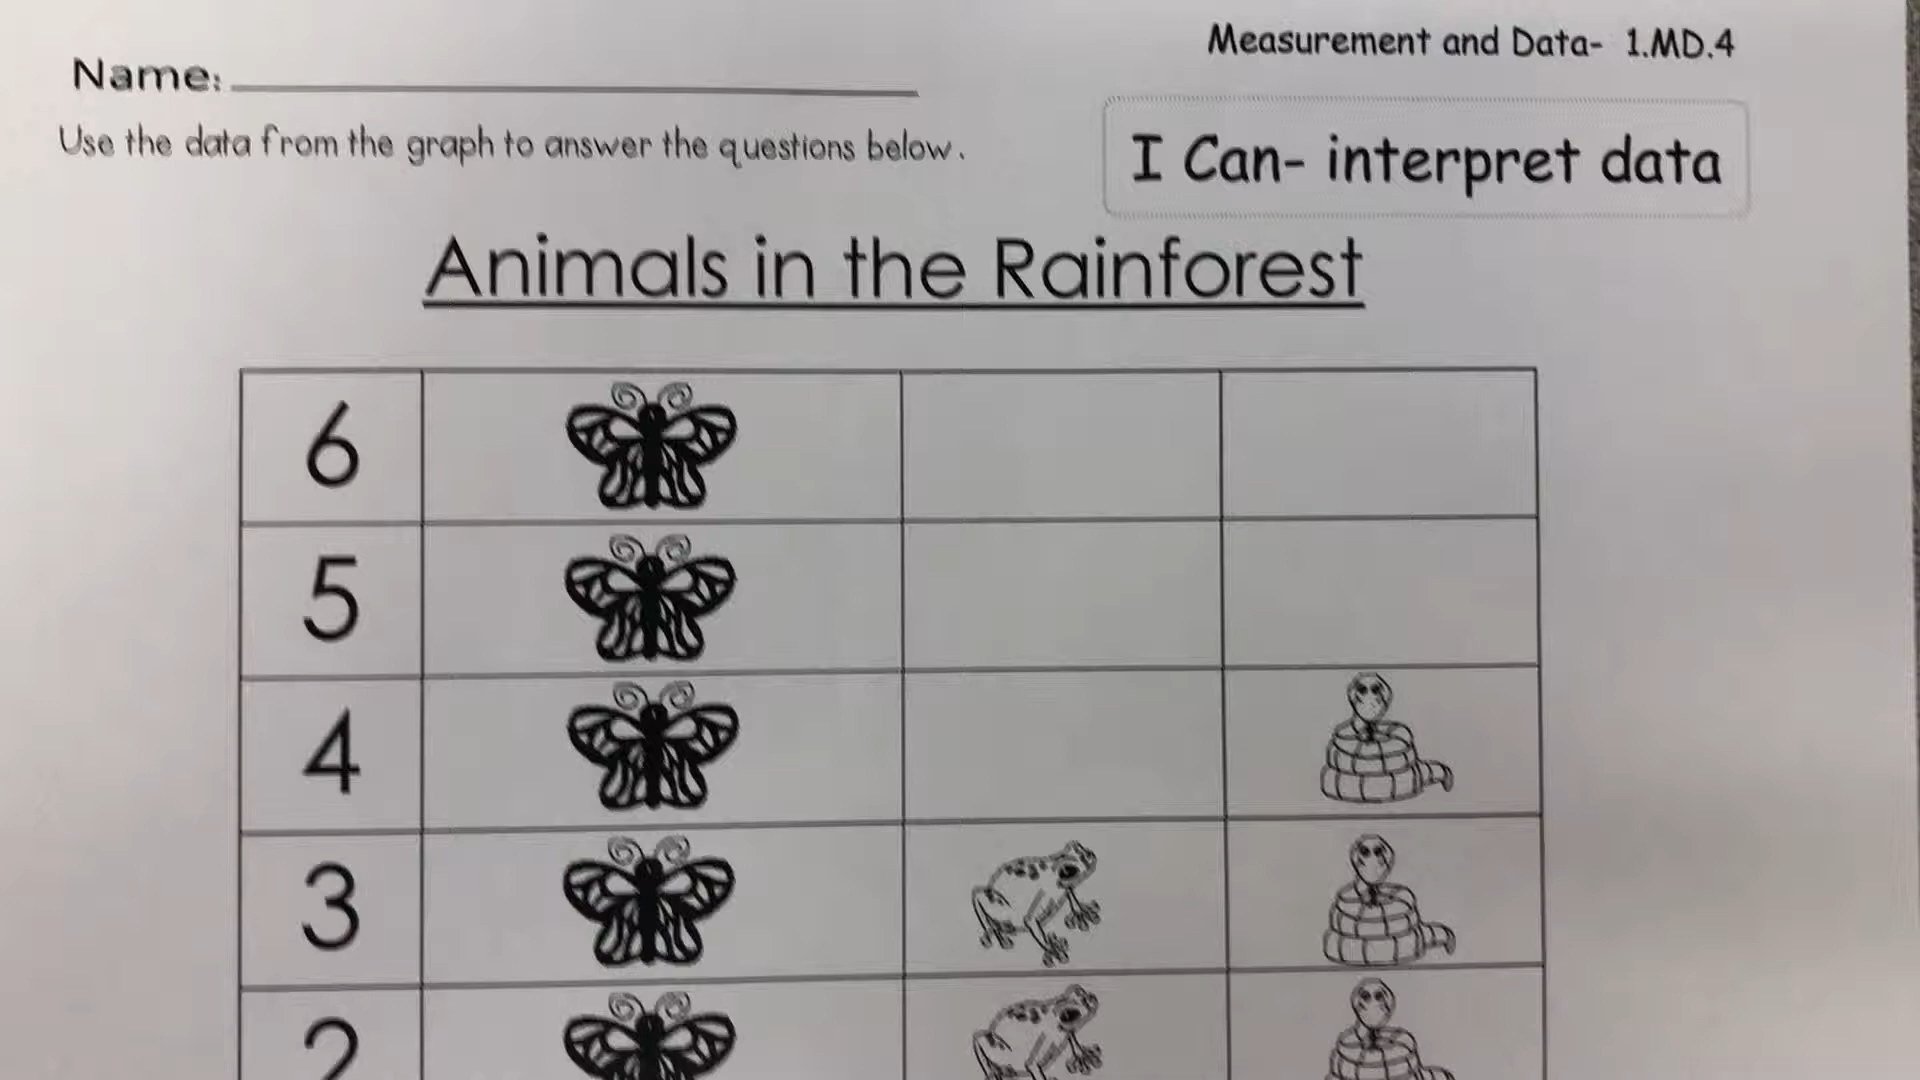 Measurement and Data- 1.MD.4
Name:
Use the data from the graph to answer the questions below.
I Can- interpret data
Animals in the Rainforest
6
5
4
3
2